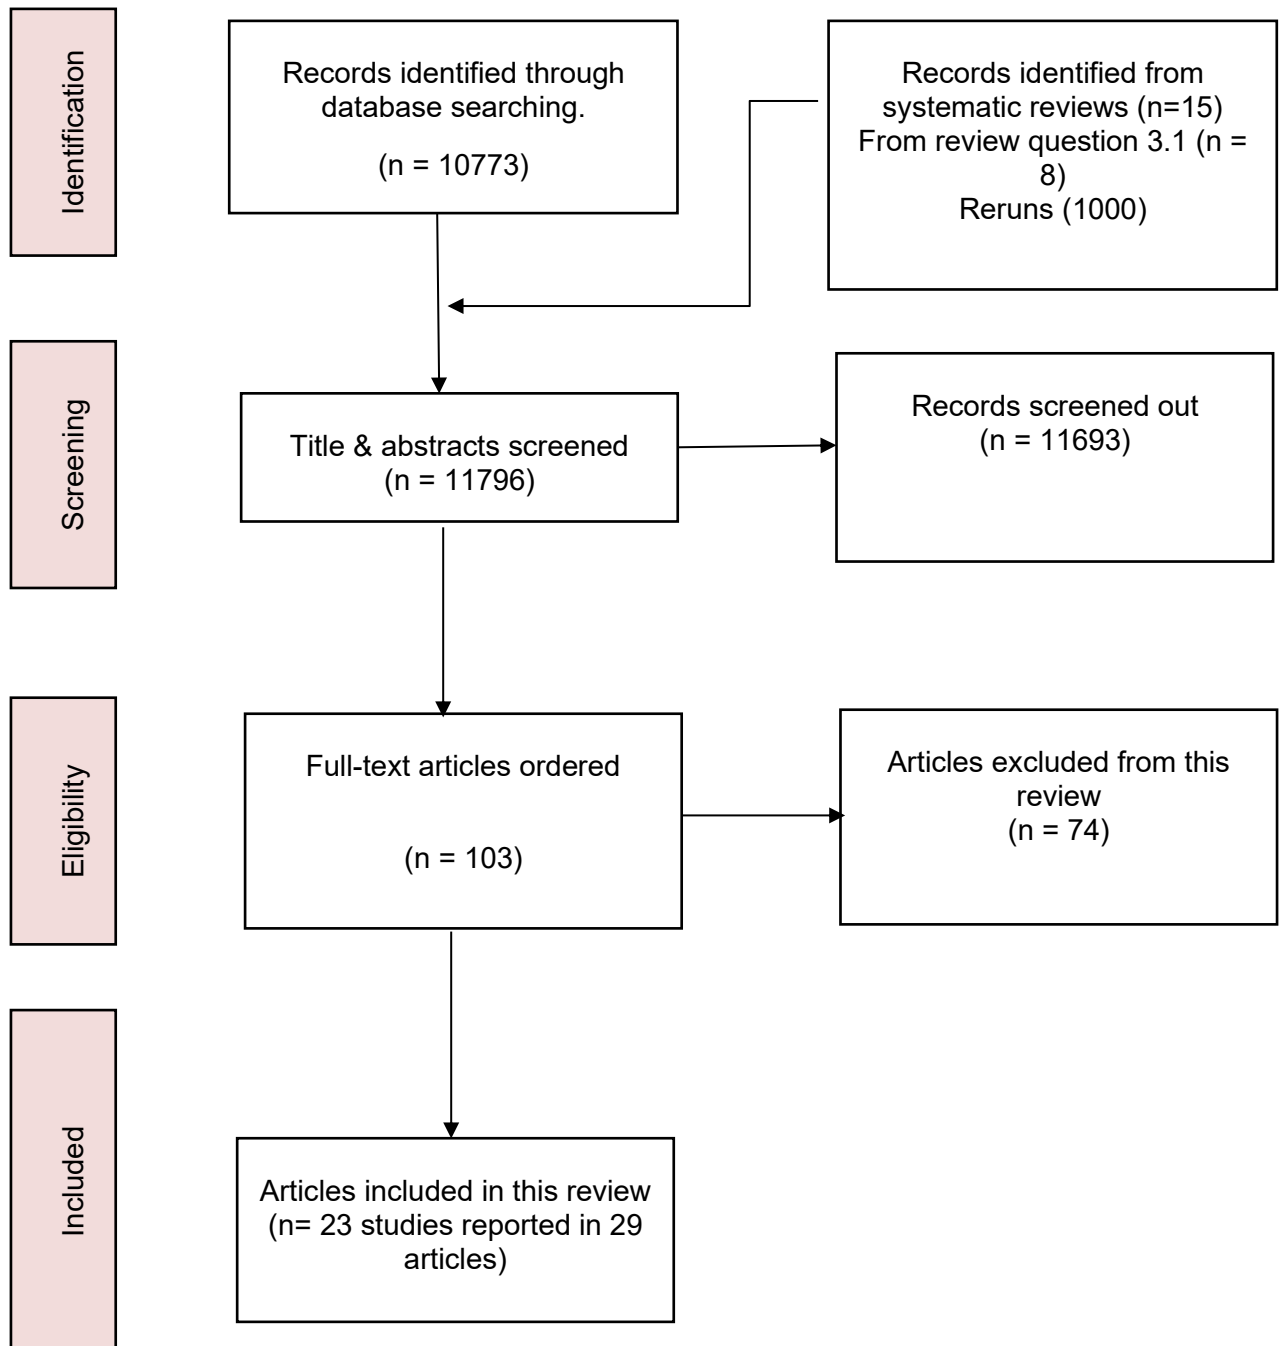 Identification
Records identified through
database searching.
(n = 10773)
Records identified from
systematic reviews (n=15)
From review question 3.1 (n =
8)
Reruns (1000)
Screening
Title & abstracts screened
(n = 11796)
Records screened out
(n = 11693)
Eligibility
Full-text articles ordered
(n = 103)
Articles excluded from this
review
(n = 74)
Included
Articles included in this review
(n= 23 studies reported in 29
articles)